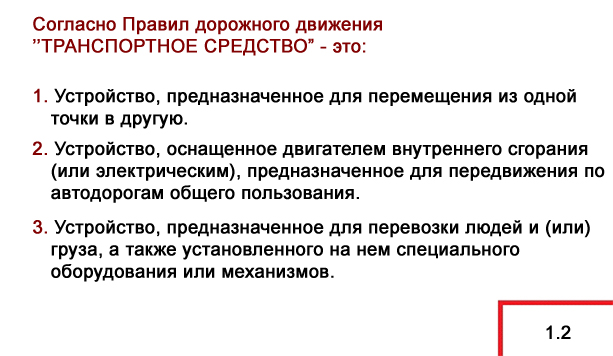 Согласно Правил дорожного движения
”ТРАНСПОРТНОЕ СРЕДСТВО” - это:
1. Устройство, предназначенное для перемещения из одной
точки в другую.
2. Устройство, оснащенное двигателем внутреннего сгорания
(или электрическим), предназначенное для передвижения по
автодорогам общего пользования.
3. Устройство, предназначенное для перевозки людей и (или)
груза, а также установленного на нем специального
оборудования или механизмов.
1.2